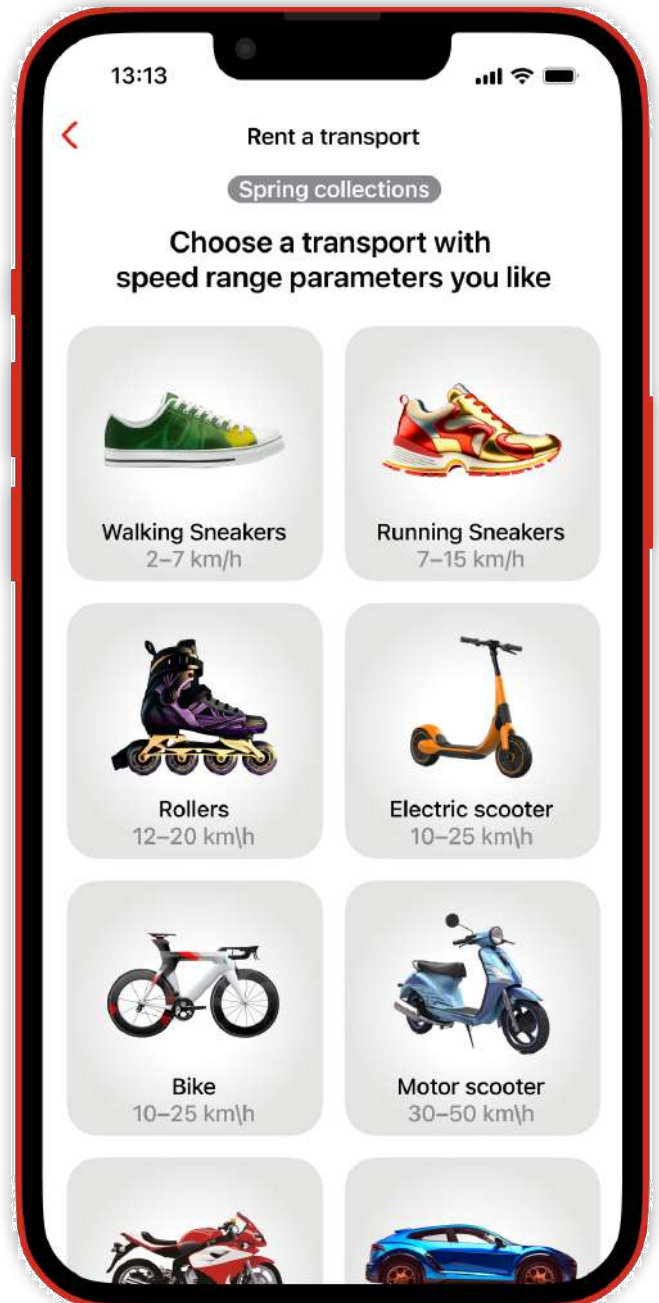 13:13
Rent a transport
Spring collections
Choose a transport with
speed range parameters you like
Walking Sneakers
2–7 km/h
Running Sneakers
7–15 km/h
Rollers
12–20 km\h
Electric scooter
10–25 km\h
Bike
10–25 km\h
Motor scooter
30–50 km\h